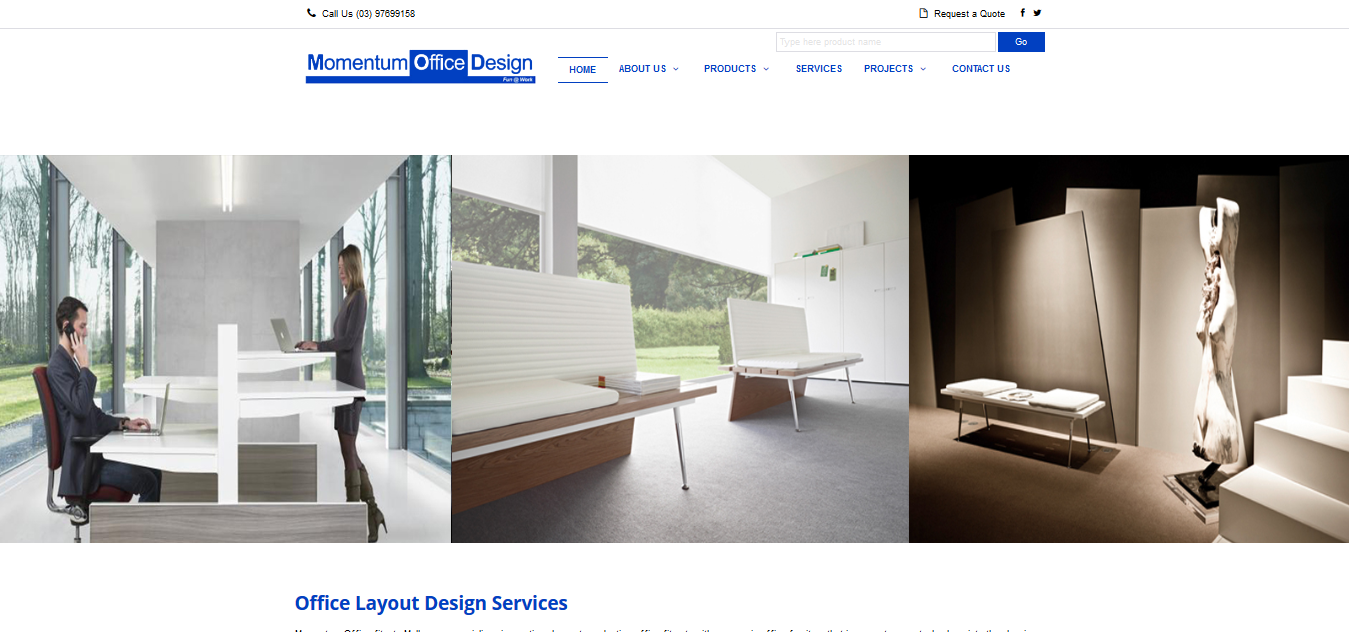 Call Us (03) 97699158
Request a Quote
Type here product name
Go
Momentum Office Design
Fun @ Work
HOME
ABOUT US
PRODUCTS
SERVICES
PROJECTS
CONTACT US
Office Layout Design Services